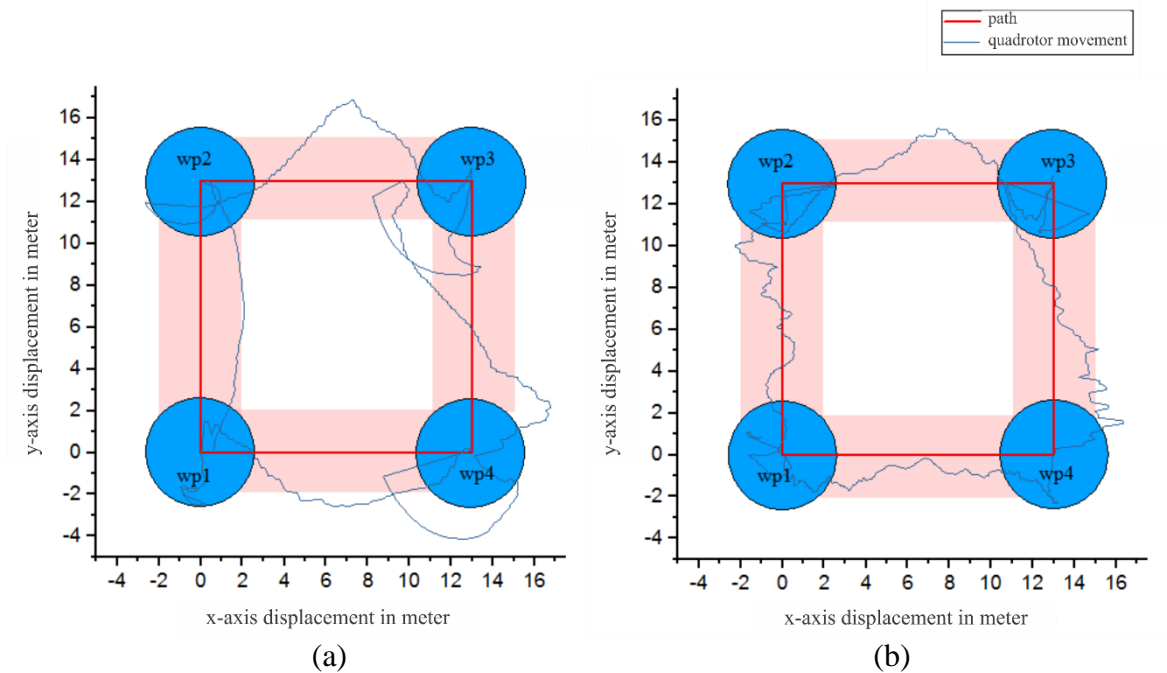 path
quadrotor movement
16
14
12
10
8
6
4
2
0
-2
-4
y-axis displacement in meter
wp2
wp3
wp1
wp4
-4 -2 0 2 4 6 8 10 12 14 16
x-axis displacement in meter
(a)
16
14
12
10
8
6
4
2
0
-2
-4
y-axis displacement in meter
wp2
wp3
wp1
wp4
-4 -2 0 2 4 6 8 10 12 14 16
x-axis displacement in meter
(b)